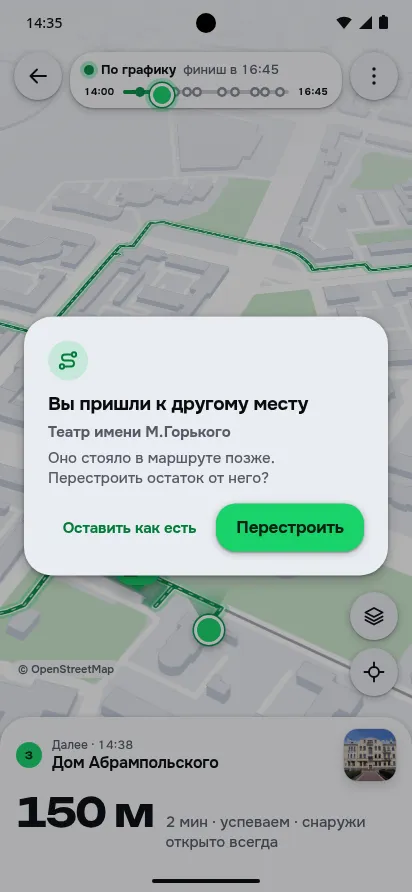 14:35
По графику финиш в 16:45
14:00 16:45
Вы пришли к другому месту
Театр имени М.Горького
Оно стояло в маршруте позже.
Перестроить остаток от него?
Оставить как есть Перестроить
© OpenStreetMap
3 Далее · 14:38
Дом Абрампольского
150 м 2 мин · успеваем · снаружи
открыто всегда